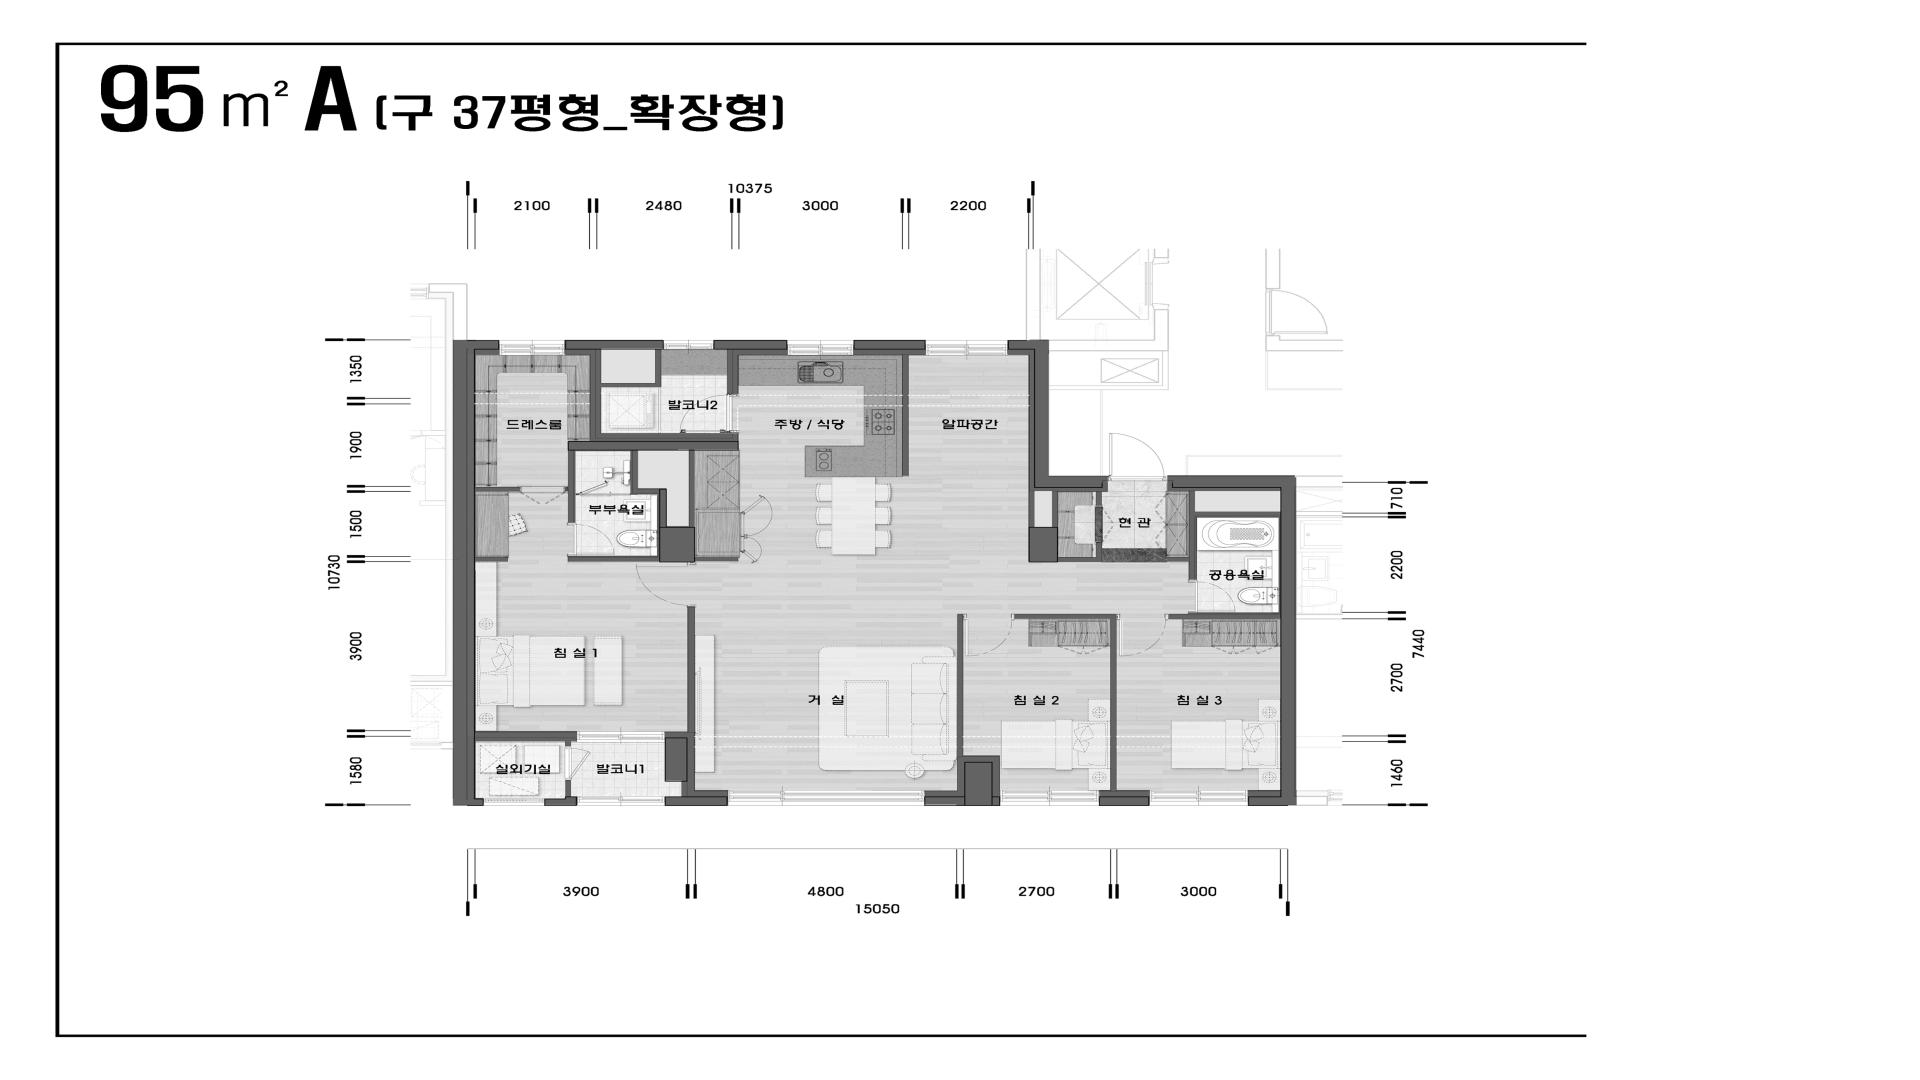 95 m² A (구 37평형_확장형)
10375
2100 2480 3000 2200
1350
1900
1500
10730
3900
1580
드레스룸
발코니2
주방 / 식당
알파공간
부부욕실
현 관
공용욕실
침 실 1
거 실
침 실 2
침 실 3
실외기실
발코니1
710
2200
7440
2700
1460
3900 4800 2700 3000
15050